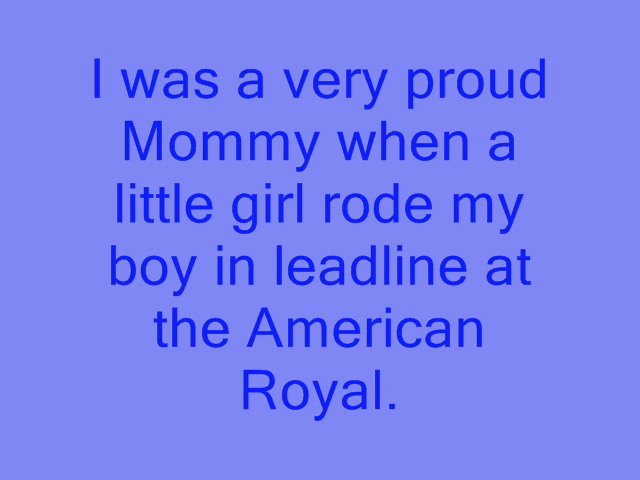 I was a very proud
Mommy when a
little girl rode my
boy in leadline at
the American
Royal.